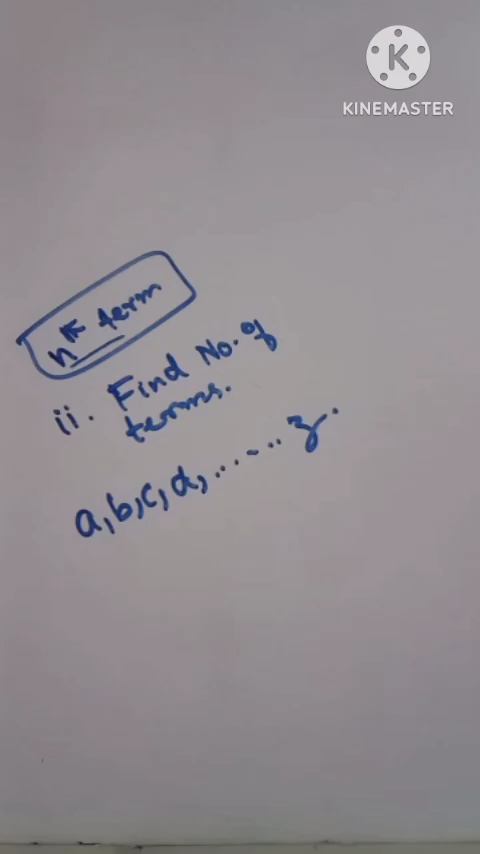 K
KINEMASTER
nth term
ii. Find No. of
terms.
a, b, c, d, ...... z.